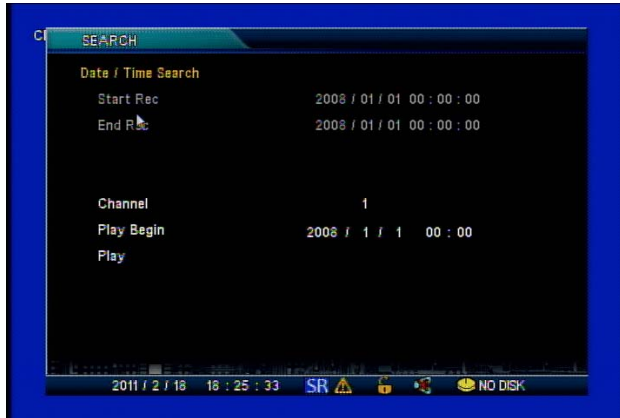 CH
SEARCH
Date / Time Search
Start Rec 2008 / 01 / 01 00 : 00 : 00
End Rec 2008 / 01 / 01 00 : 00 : 00
Channel 1
Play Begin 2008 / 1 / 1 00 : 00
Play
2011 / 2 / 18 18 : 25 : 33 SR NO DISK